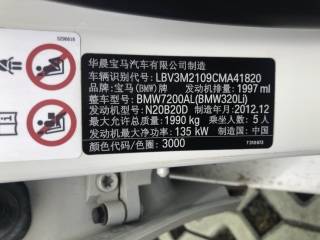 5290615
华晨宝马汽车有限公司制造
车辆识别代号: LBV3M2109CMA41820
品牌: 宝马(BMW)牌 发动机排量: 1997 ml
整车型号: BMW7200AL(BMW320Li)
发动机型号: N20B20D 制造年月: 2012.12
最大允许总质量: 1990 kg 乘坐人数: 5 人
发动机最大净功率: 135 kW 制造国: 中国
颜色代码/色圈: 3000